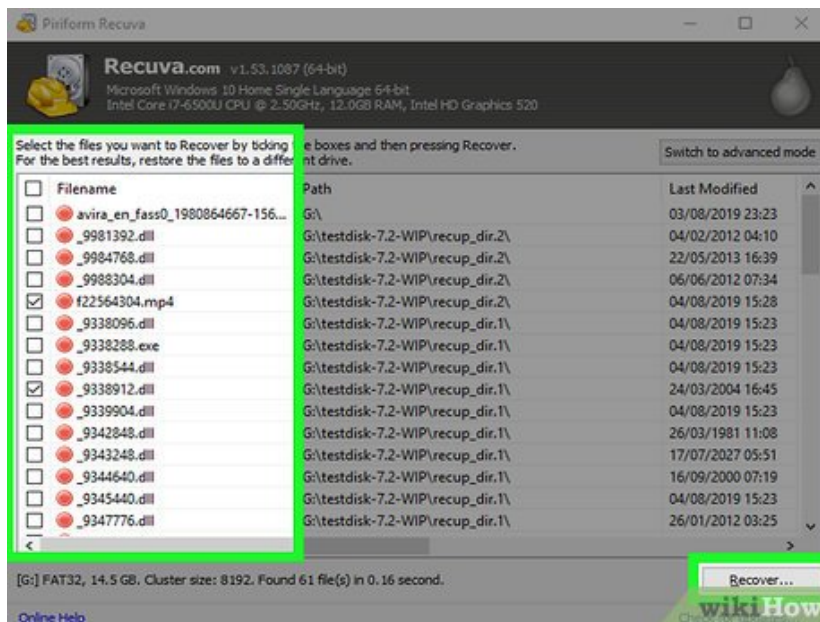 Piriform Recuva
Recuva.com v1.53.1087 (64-bit)
Microsoft Windows 10 Home Single Language 64-bit
Intel Core i7-6500U CPU @ 2.50GHz, 12.0GB RAM, Intel HD Graphics 520
Select the files you want to Recover by ticking the boxes and then pressing Recover.
For the best results, restore the files to a different drive.
Switch to advanced mode
Filename Path Last Modified
avira_en_fass0_1980864667-156... G:\ 03/08/2019 23:23
_9981392.dll G:\testdisk-7.2-WIP\recup_dir.2\ 04/02/2012 04:10
_9984768.dll G:\testdisk-7.2-WIP\recup_dir.2\ 22/05/2013 16:39
_9988304.dll G:\testdisk-7.2-WIP\recup_dir.2\ 06/06/2012 07:34
f22564304.mp4 G:\testdisk-7.2-WIP\recup_dir.2\ 04/08/2019 15:28
_9338096.dll G:\testdisk-7.2-WIP\recup_dir.1\ 04/08/2019 15:23
_9338288.exe G:\testdisk-7.2-WIP\recup_dir.1\ 04/08/2019 15:23
_9338544.dll G:\testdisk-7.2-WIP\recup_dir.1\ 04/08/2019 15:23
_9338912.dll G:\testdisk-7.2-WIP\recup_dir.1\ 24/03/2004 16:45
_9339904.dll G:\testdisk-7.2-WIP\recup_dir.1\ 04/08/2019 15:23
_9342848.dll G:\testdisk-7.2-WIP\recup_dir.1\ 26/03/1981 11:08
_9343248.dll G:\testdisk-7.2-WIP\recup_dir.1\ 17/07/2027 05:51
_9344640.dll G:\testdisk-7.2-WIP\recup_dir.1\ 16/09/2000 07:19
_9345440.dll G:\testdisk-7.2-WIP\recup_dir.1\ 04/08/2019 15:23
_9347776.dll G:\testdisk-7.2-WIP\recup_dir.1\ 26/01/2012 03:25
[G:] FAT32, 14.5 GB. Cluster size: 8192. Found 61 file(s) in 0.16 second.
Recover...
Online Help
wikiHow